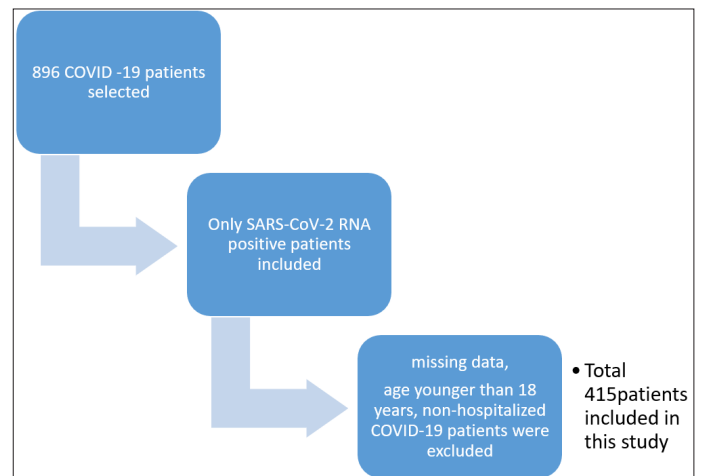 896 COVID -19 patients
selected
Only SARS-CoV-2 RNA
positive patients
included
missing data,
age younger than 18
years, non-hospitalized
COVID-19 patients were
excluded
• Total
415patients
included in
this study